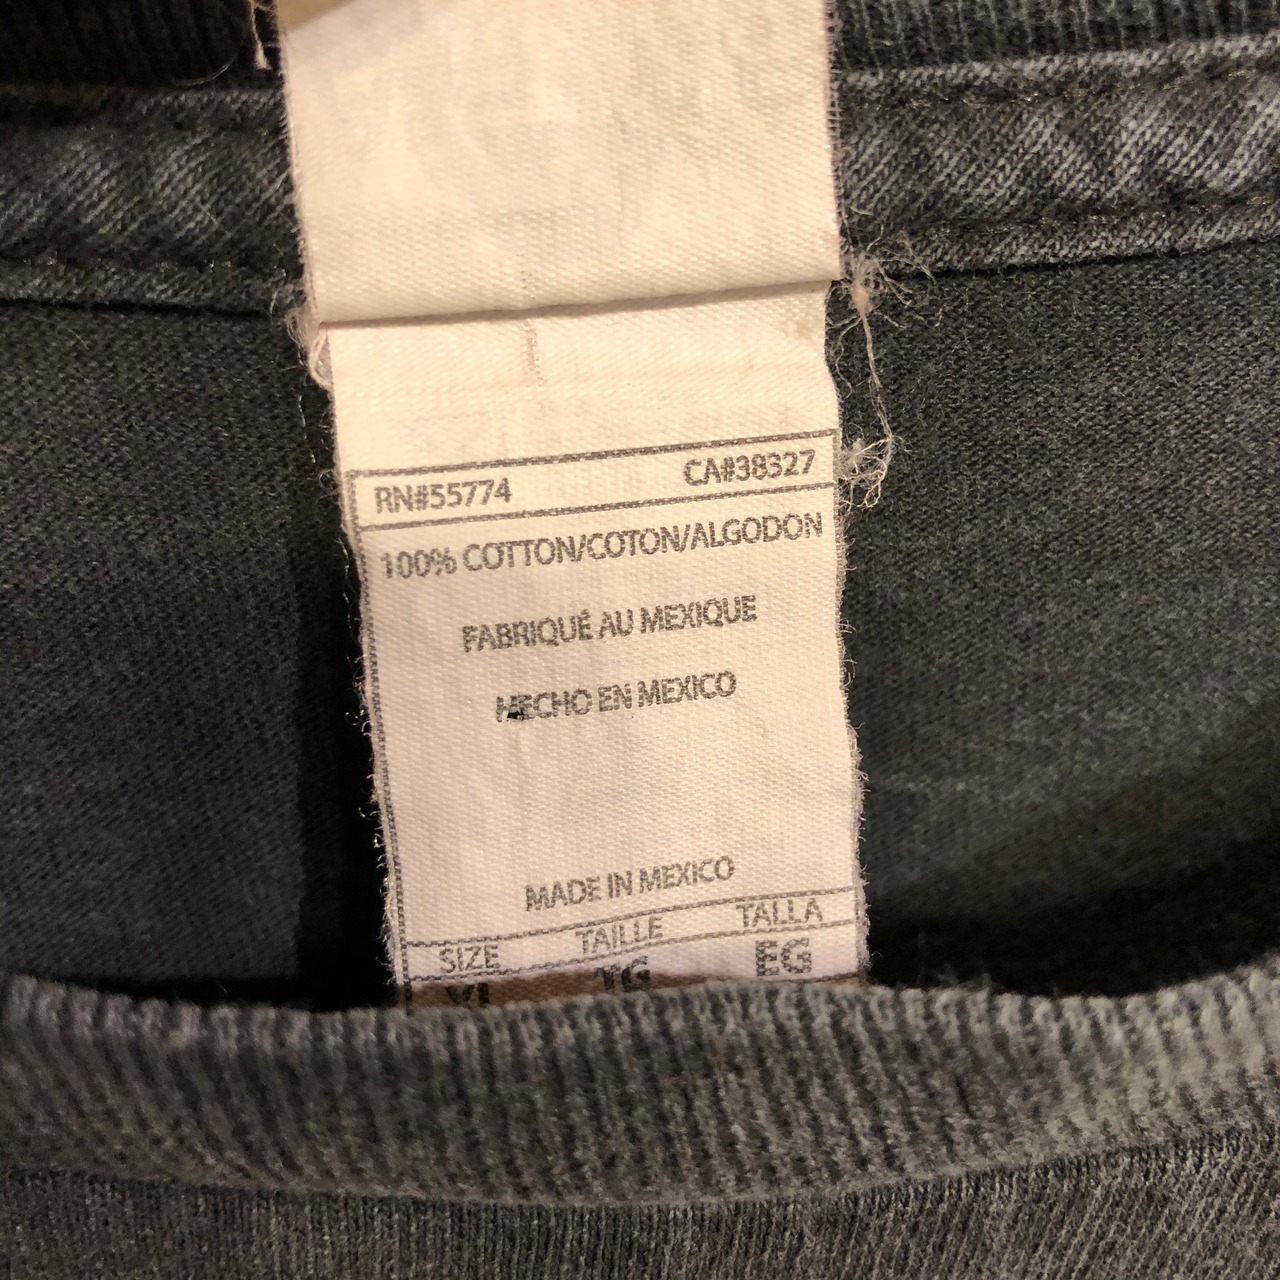 RN#55774 CA#38327
100% COTTON/COTON/ALGODON
FABRIQUÉ AU MEXIQUE
HECHO EN MEXICO
MADE IN MEXICO
SIZE TAILLE TALLA
XL TG EG